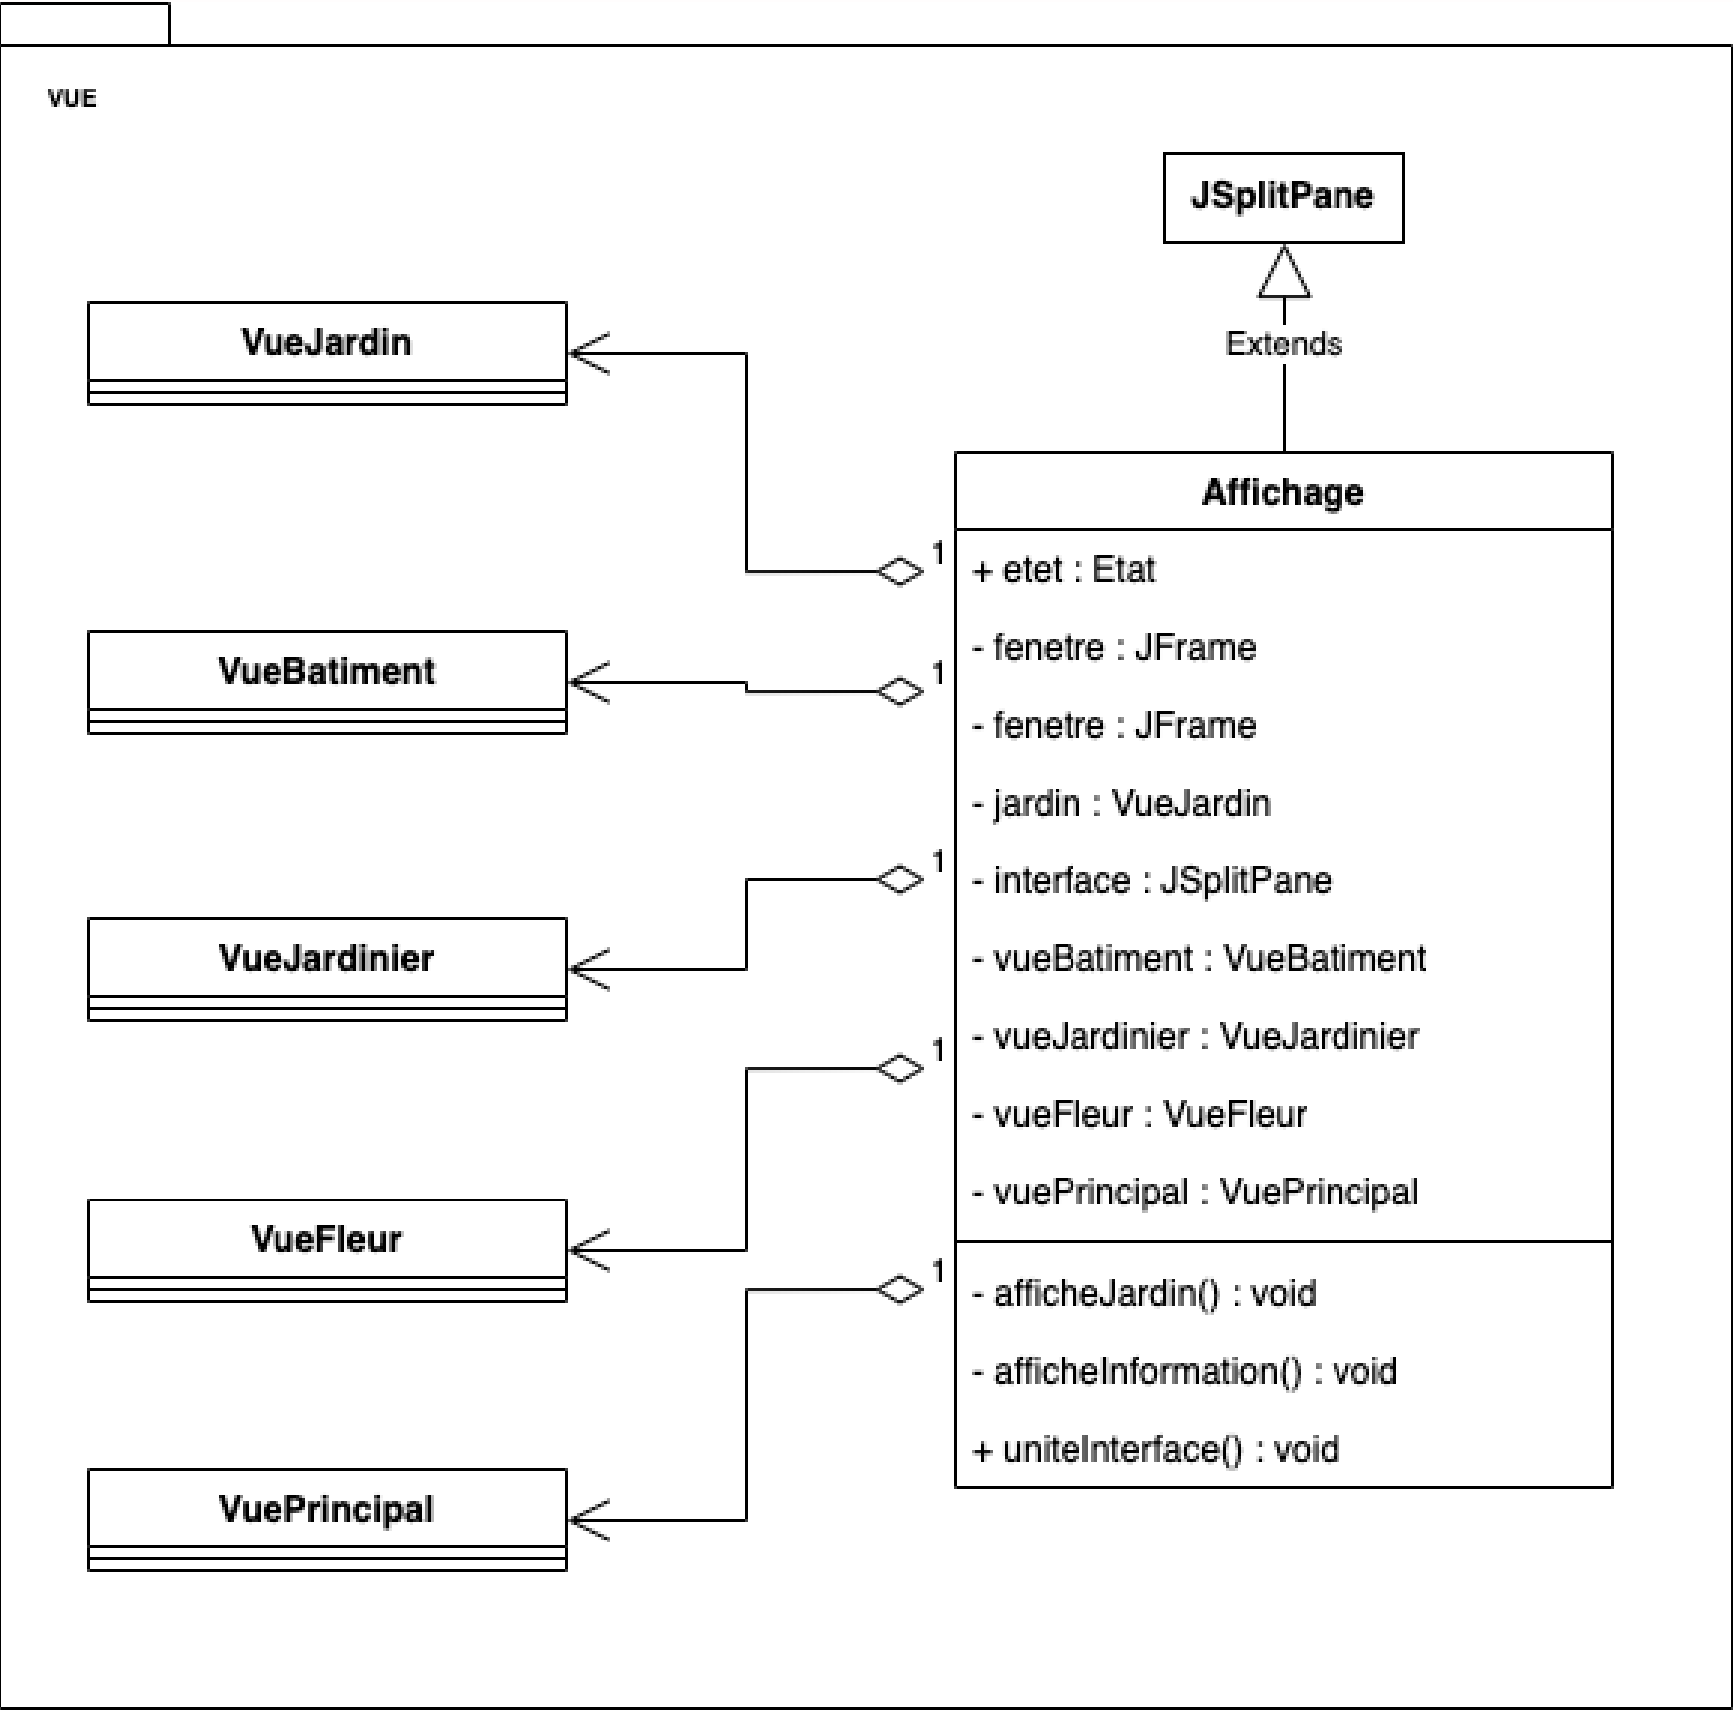 VUE
JSplitPane
Extends
VueJardin
VueBatiment
VueJardinier
VueFleur
VuePrincipal
1
1
1
1
1
Affichage
+ etet : Etat
- fenetre : JFrame
- fenetre : JFrame
- jardin : VueJardin
- interface : JSplitPane
- vueBatiment : VueBatiment
- vueJardinier : VueJardinier
- vueFleur : VueFleur
- vuePrincipal : VuePrincipal
- afficheJardin() : void
- afficheInformation() : void
+ uniteInterface() : void